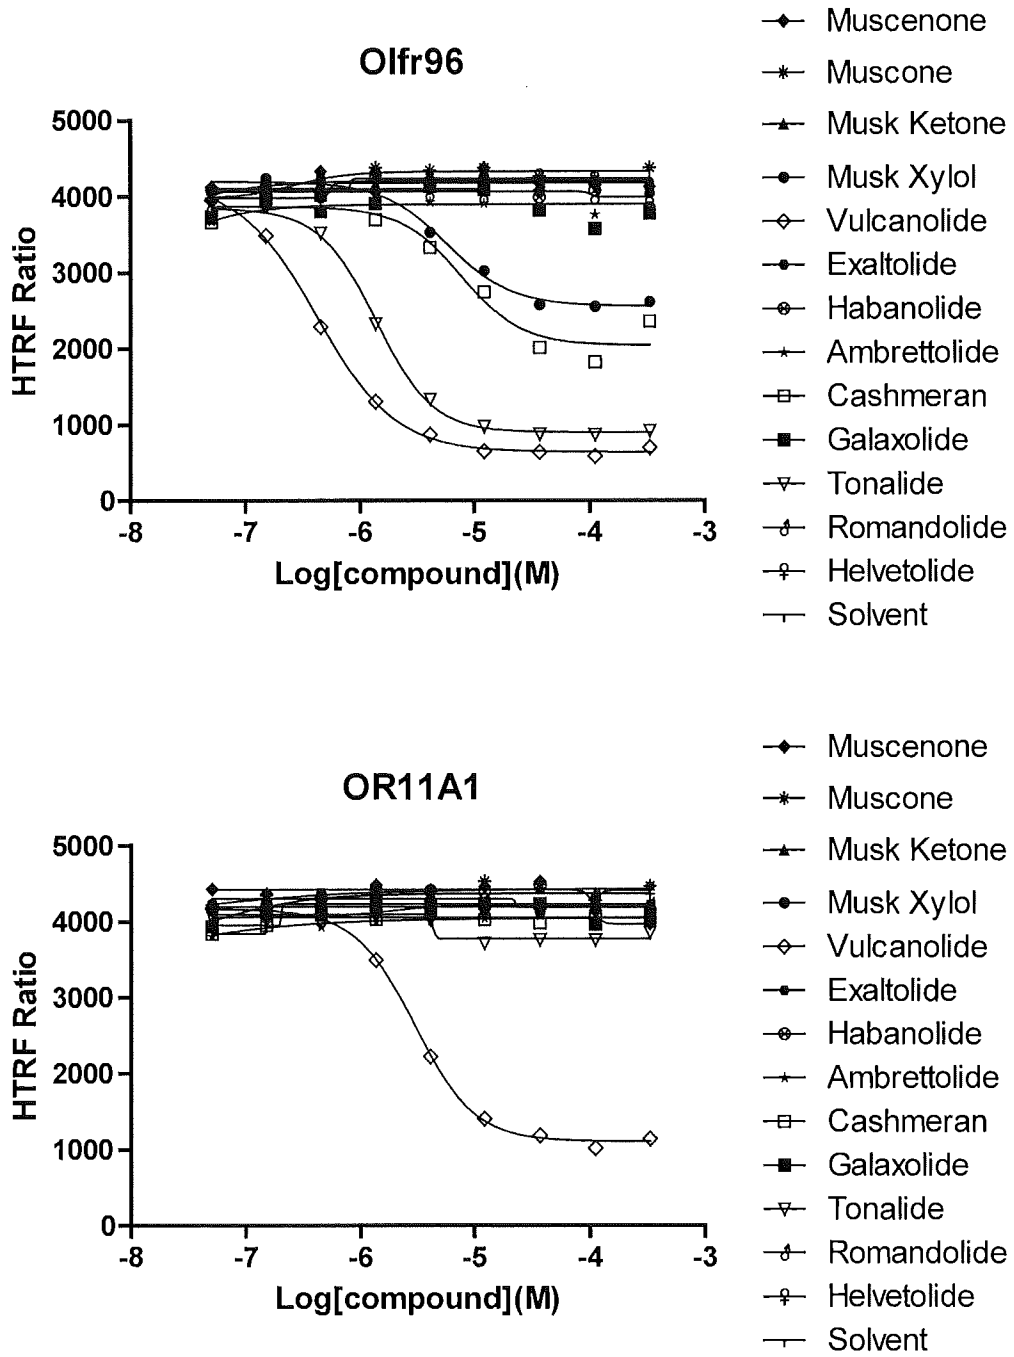 Olfr96
5000
4000
3000
2000
1000
0
HTRF Ratio
-8
-7
-6
-5
-4
-3
Log[compound](M)
Muscenone
Muscone
Musk Ketone
Musk Xylol
Vulcanolide
Exaltolide
Habanolide
Ambrettolide
Cashmeran
Galaxolide
Tonalide
Romandolide
Helvetolide
Solvent
OR11A1
5000
4000
3000
2000
1000
0
HTRF Ratio
-8
-7
-6
-5
-4
-3
Log[compound](M)
Muscenone
Muscone
Musk Ketone
Musk Xylol
Vulcanolide
Exaltolide
Habanolide
Ambrettolide
Cashmeran
Galaxolide
Tonalide
Romandolide
Helvetolide
Solvent